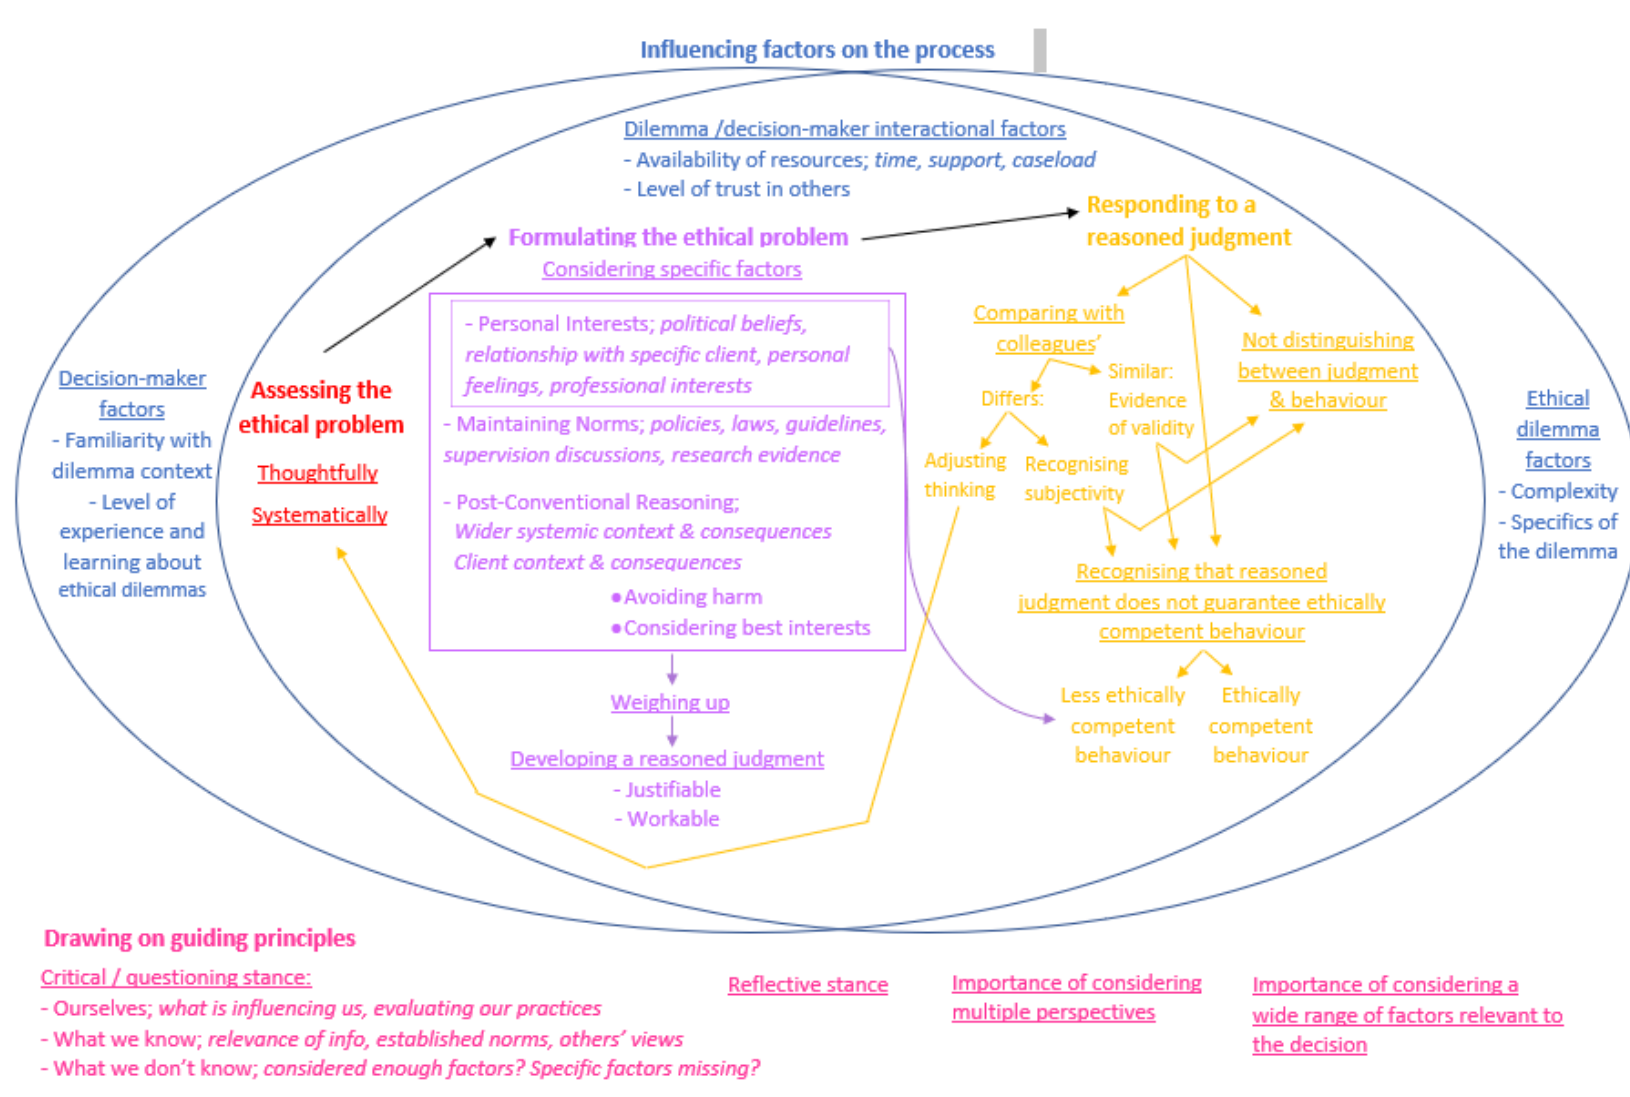 Influencing factors on the process
Dilemma /decision-maker interactional factors
- Availability of resources; time, support, caseload
- Level of trust in others
Decision-maker
factors
- Familiarity with
dilemma context
- Level of
experience and
learning about
ethical dilemmas
Assessing the
ethical problem
Thoughtfully
Systematically
Formulating the ethical problem
Considering specific factors
- Personal Interests; political beliefs,
relationship with specific client, personal
feelings, professional interests
- Maintaining Norms; policies, laws, guidelines,
supervision discussions, research evidence
- Post-Conventional Reasoning;
Wider systemic context & consequences
Client context & consequences
●Avoiding harm
●Considering best interests
Weighing up
Developing a reasoned judgment
- Justifiable
- Workable
Responding to a
reasoned judgment
Comparing with
colleagues’
Differs:
Similar:
Evidence
of validity
Adjusting
thinking
Recognising
subjectivity
Not distinguishing
between judgment
& behaviour
Recognising that reasoned
judgment does not guarantee ethically
competent behaviour
Less ethically
competent
behaviour
Ethically
competent
behaviour
Ethical
dilemma
factors
- Complexity
- Specifics of
the dilemma
Drawing on guiding principles
Critical / questioning stance:
- Ourselves; what is influencing us, evaluating our practices
- What we know; relevance of info, established norms, others’ views
- What we don’t know; considered enough factors? Specific factors missing?
Reflective stance
Importance of considering
multiple perspectives
Importance of considering a
wide range of factors relevant to
the decision